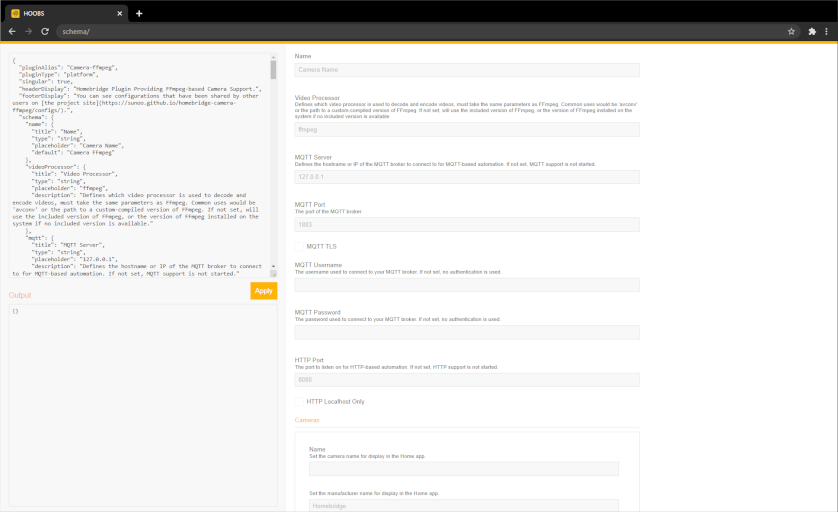 HOOBS
schema/
{
"pluginAlias": "Camera-ffmpeg",
"pluginType": "platform",
"singular": true,
"headerDisplay": "Homebridge Plugin Providing FFmpeg-based Camera Support.",
"footerDisplay": "You can see configurations that have been shared by other
users on [the project site](https://sunoo.github.io/homebridge-camera-
ffmpeg/configs/).",
"schema": {
"name": {
"title": "Name",
"type": "string",
"placeholder": "Camera Name",
"default": "Camera FFmpeg"
},
"videoProcessor": {
"title": "Video Processor",
"type": "string",
"placeholder": "ffmpeg",
"description": "Defines which video processor is used to decode and
encode videos, must take the same parameters as FFmpeg. Common uses would be
'avconv' or the path to a custom-compiled version of FFmpeg. If not set, will
use the included version of FFmpeg, or the version of FFmpeg installed on the
system if no included version is available."
},
"mqtt": {
"title": "MQTT Server",
"type": "string",
"placeholder": "127.0.0.1",
"description": "Defines the hostname or IP of the MQTT broker to connect
to for MQTT-based automation. If not set, MQTT support is not started."
Apply
Output
{}
Name
Camera Name
Video Processor
Defines which video processor is used to decode and encode videos, must take the same parameters as FFmpeg. Common uses would be 'avconv'
or the path to a custom-compiled version of FFmpeg. If not set, will use the included version of FFmpeg, or the version of FFmpeg installed on the
system if no included version is available.
ffmpeg
MQTT Server
Defines the hostname or IP of the MQTT broker to connect to for MQTT-based automation. If not set, MQTT support is not started.
127.0.0.1
MQTT Port
The port of the MQTT broker.
1883
MQTT TLS
MQTT Username
The username used to connect to your MQTT broker. If not set, no authentication is used.
MQTT Password
The password used to connect to your MQTT broker. If not set, no authentication is used.
HTTP Port
The port to listen on for HTTP-based automation. If not set, HTTP support is not started.
8080
HTTP Localhost Only
Cameras
Name
Set the camera name for display in the Home app.
Set the manufacturer name for display in the Home app.
Homebridge